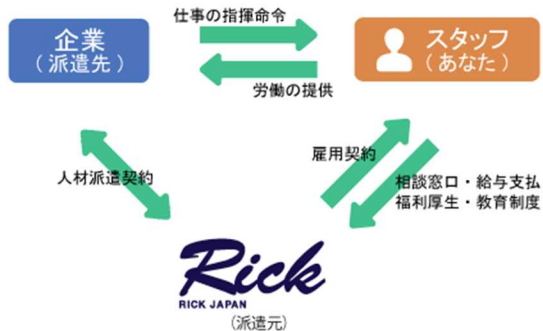 仕事の指揮命令
企業
（派遣先）
スタッフ
（あなた）
労働の提供
人材派遣契約
雇用契約
相談窓口・給与支払
福利厚生・教育制度
Rick
RICK JAPAN
（派遣元）